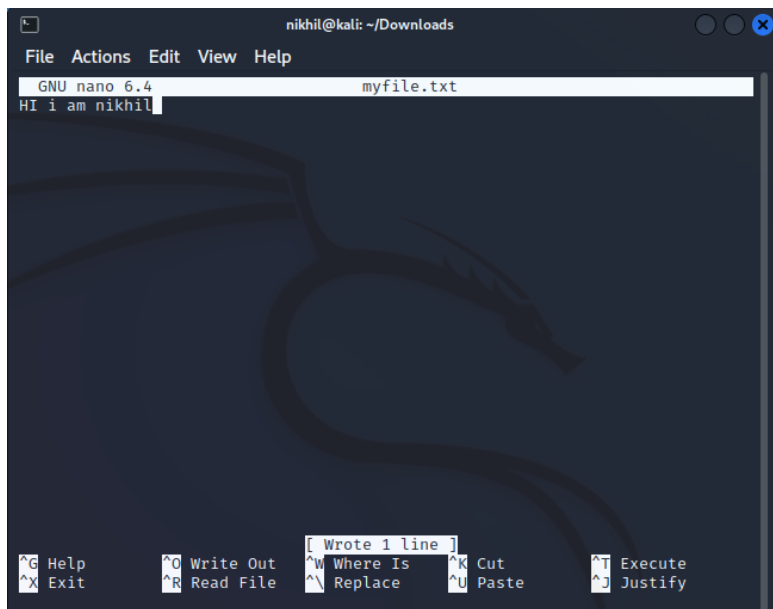 nikhil@kali: ~/Downloads
File Actions Edit View Help
GNU nano 6.4 myfile.txt
HI i am nikhil
[ Wrote 1 line ]
^G Help ^O Write Out ^W Where Is ^K Cut ^T Execute
^X Exit ^R Read File ^\ Replace ^U Paste ^J Justify